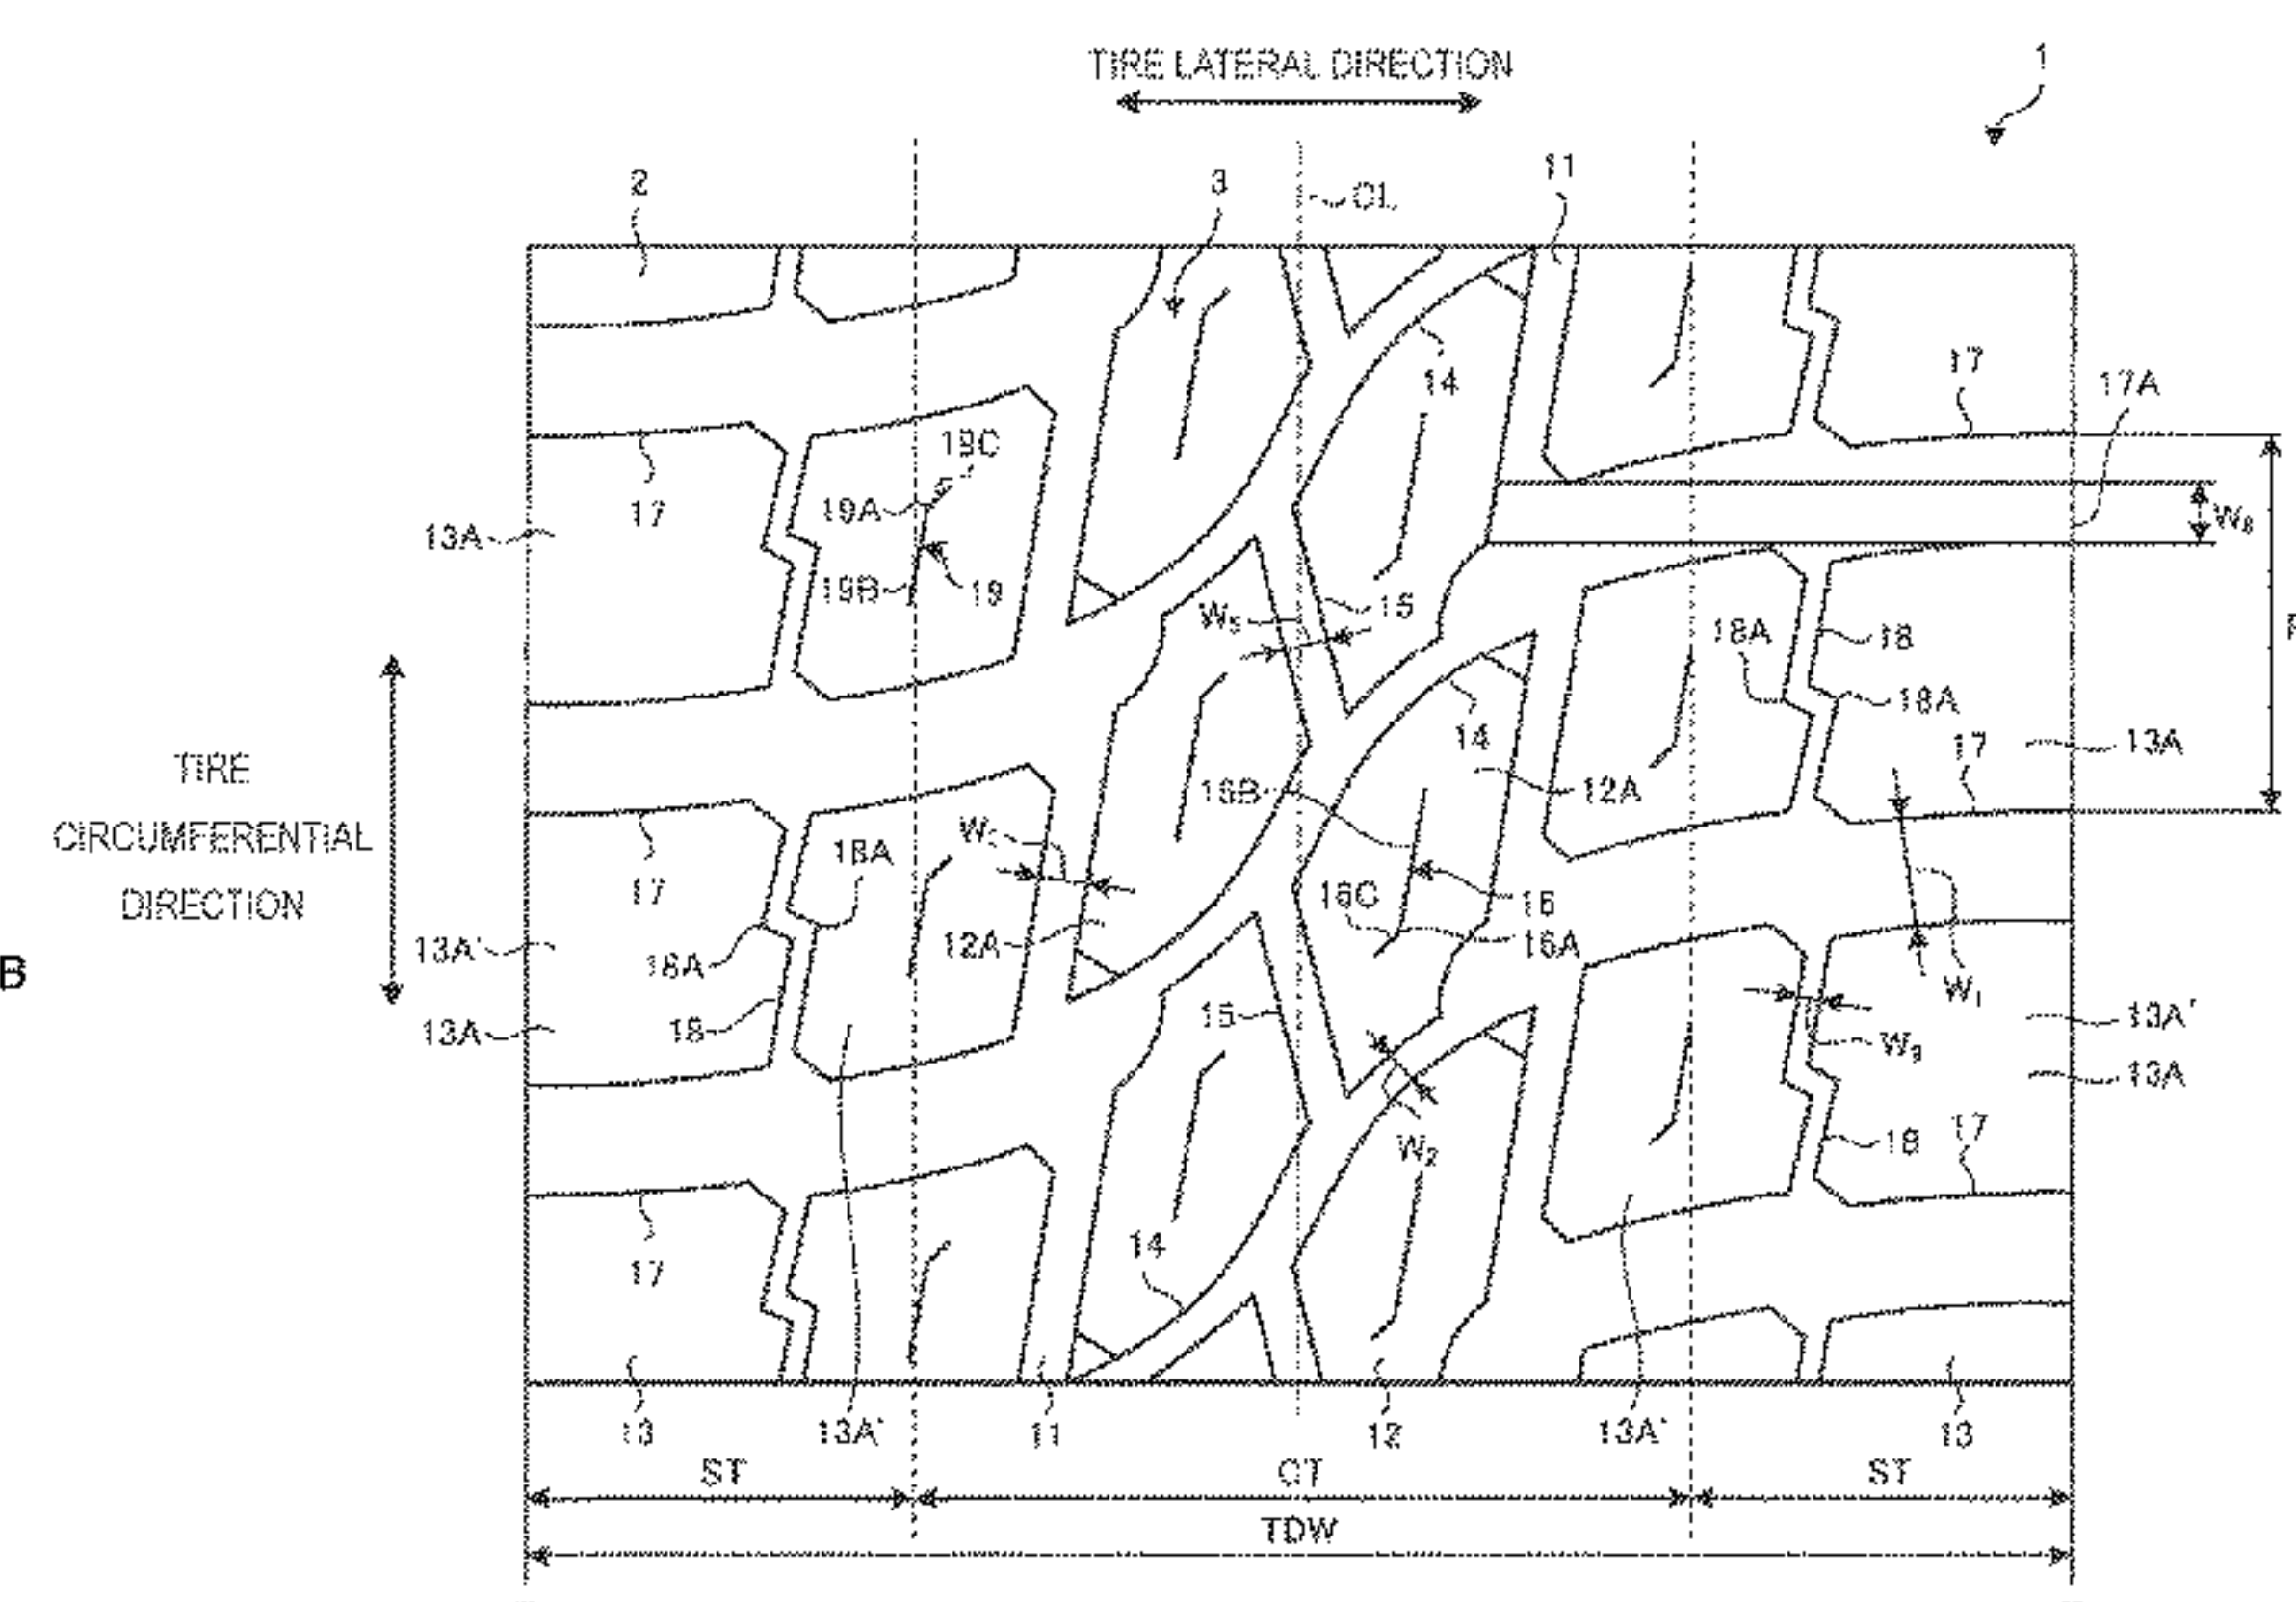 TIRE LATERAL DIRECTION
1
2
3
CL
11
14
17
17A
19C
19A
17
13A
W8
19B
19
W5
15
18A
18
18A
14
17
13A
TIRE
CIRCUMFERENTIAL
DIRECTION
16B
12A
W
18A
17
16C
16
16A
12A
13A'
18A
B
W1
13A'
15
13A
18
W9
13A
W2
18
17
14
17
13
13A'
11
12
13A'
13
ST
CT
ST
TDW